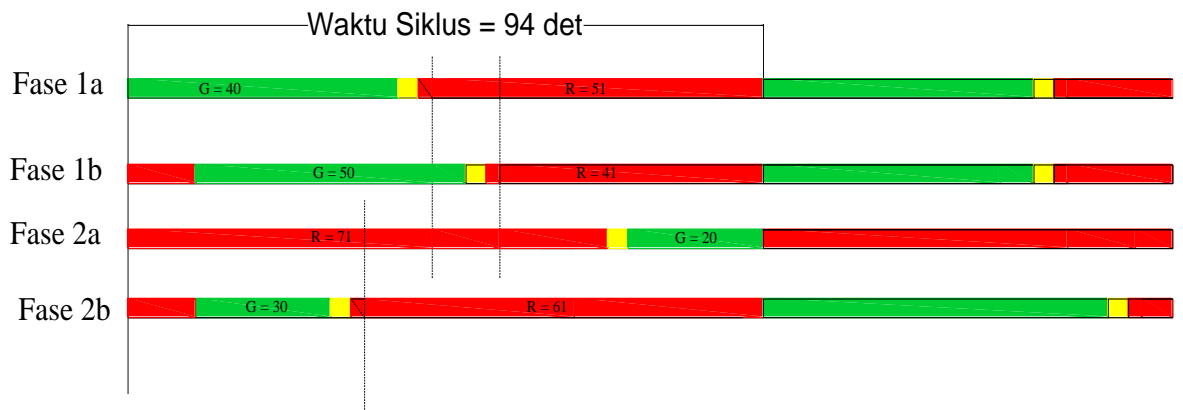 Waktu Siklus = 94 det
Fase 1a
G = 40
R = 51
Fase 1b
G = 50
R = 41
Fase 2a
R = 71
G = 20
Fase 2b
G = 30
R = 61